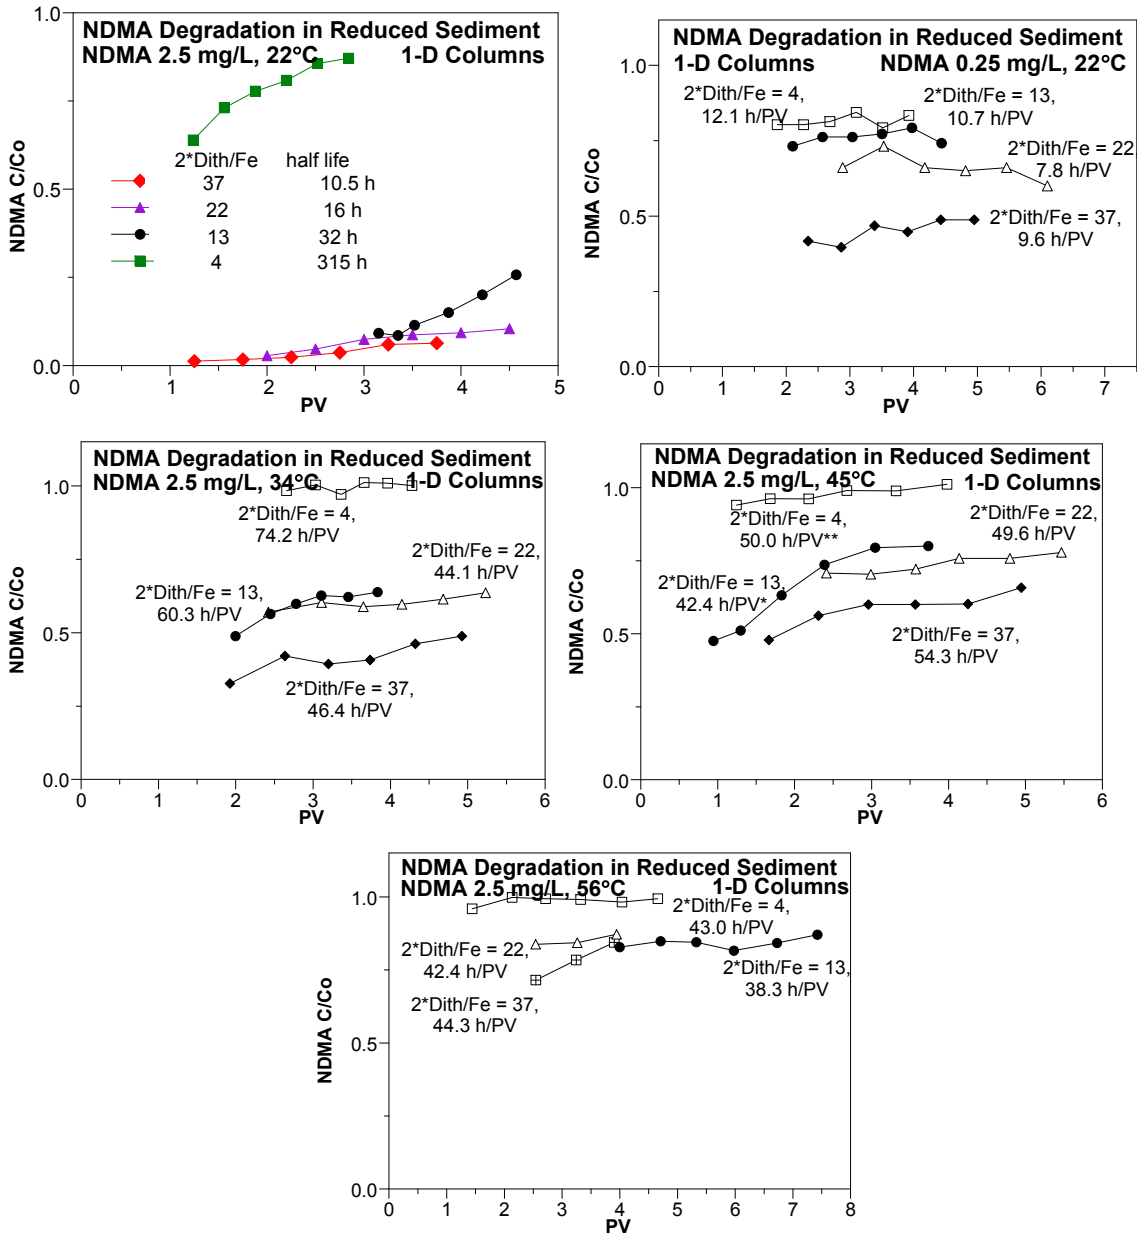 NDMA Degradation in Reduced Sediment
NDMA 2.5 mg/L, 22°C 1-D Columns
1.0
0.5
0.0
NDMA C/Co
2*Dith/Fe half life
37 10.5 h
22 16 h
13 32 h
4 315 h
0 1 2 3 4 5
PV
NDMA Degradation in Reduced Sediment
1-D Columns NDMA 0.25 mg/L, 22°C
1.0
0.5
0.0
NDMA C/Co
2*Dith/Fe = 4,
12.1 h/PV
2*Dith/Fe = 13,
10.7 h/PV
2*Dith/Fe = 22,
7.8 h/PV
2*Dith/Fe = 37,
9.6 h/PV
0 1 2 3 4 5 6 7
PV
NDMA Degradation in Reduced Sediment
NDMA 2.5 mg/L, 34°C 1-D Columns
1.0
0.5
0.0
NDMA C/Co
2*Dith/Fe = 4,
74.2 h/PV
2*Dith/Fe = 22,
44.1 h/PV
2*Dith/Fe = 13,
60.3 h/PV
2*Dith/Fe = 37,
46.4 h/PV
0 1 2 3 4 5 6
PV
NDMA Degradation in Reduced Sediment
NDMA 2.5 mg/L, 45°C 1-D Columns
1.0
0.5
0.0
NDMA C/Co
2*Dith/Fe = 4,
50.0 h/PV**
2*Dith/Fe = 22,
49.6 h/PV
2*Dith/Fe = 13,
42.4 h/PV*
2*Dith/Fe = 37,
54.3 h/PV
0 1 2 3 4 5 6
PV
NDMA Degradation in Reduced Sediment
NDMA 2.5 mg/L, 56°C 1-D Columns
1.0
0.5
0.0
NDMA C/Co
2*Dith/Fe = 4,
43.0 h/PV
2*Dith/Fe = 22,
42.4 h/PV
2*Dith/Fe = 13,
38.3 h/PV
2*Dith/Fe = 37,
44.3 h/PV
0 1 2 3 4 5 6 7 8
PV